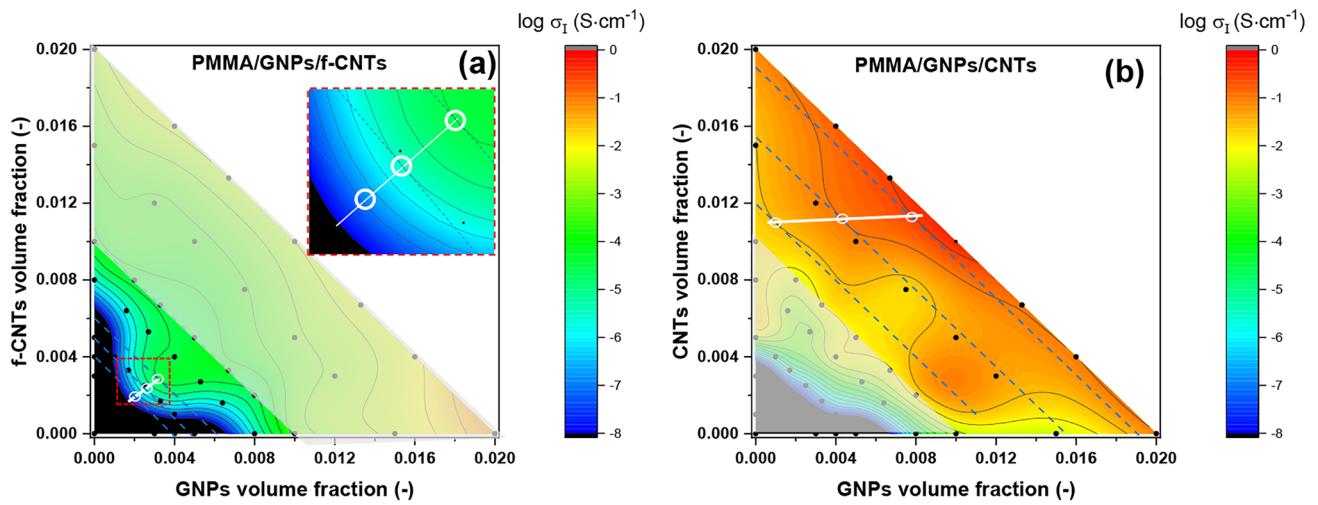 log σI (S·cm-1)
PMMA/GNPs/f-CNTs
(a)
0.020
0.016
0.012
0.008
0.004
0.000
f-CNTs volume fraction (-)
0.000 0.004 0.008 0.012 0.016 0.020
GNPs volume fraction (-)
0
-1
-2
-3
-4
-5
-6
-7
-8
log σI (S·cm-1)
PMMA/GNPs/CNTs
(b)
0.020
0.016
0.012
0.008
0.004
0.000
CNTs volume fraction (-)
0.000 0.004 0.008 0.012 0.016 0.020
GNPs volume fraction (-)
0
-1
-2
-3
-4
-5
-6
-7
-8